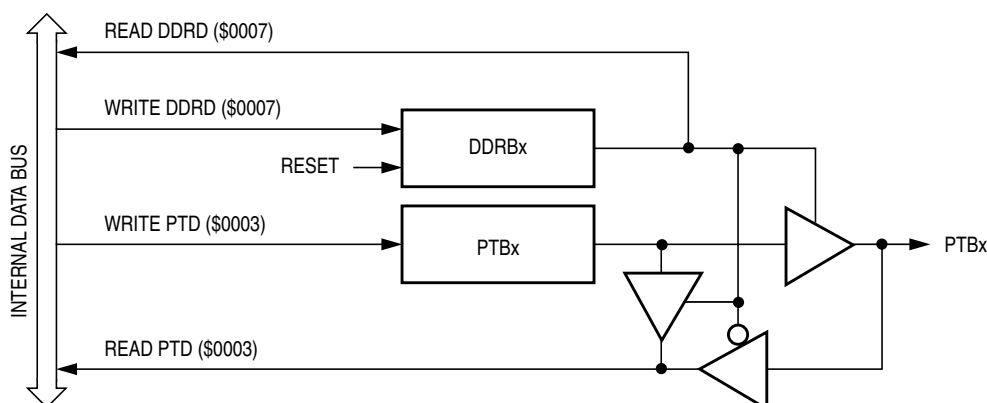 READ DDRD ($0007)
WRITE DDRD ($0007)
DDRBx
RESET
WRITE PTD ($0003)
PTBx
PTBx
READ PTD ($0003)
INTERNAL DATA BUS